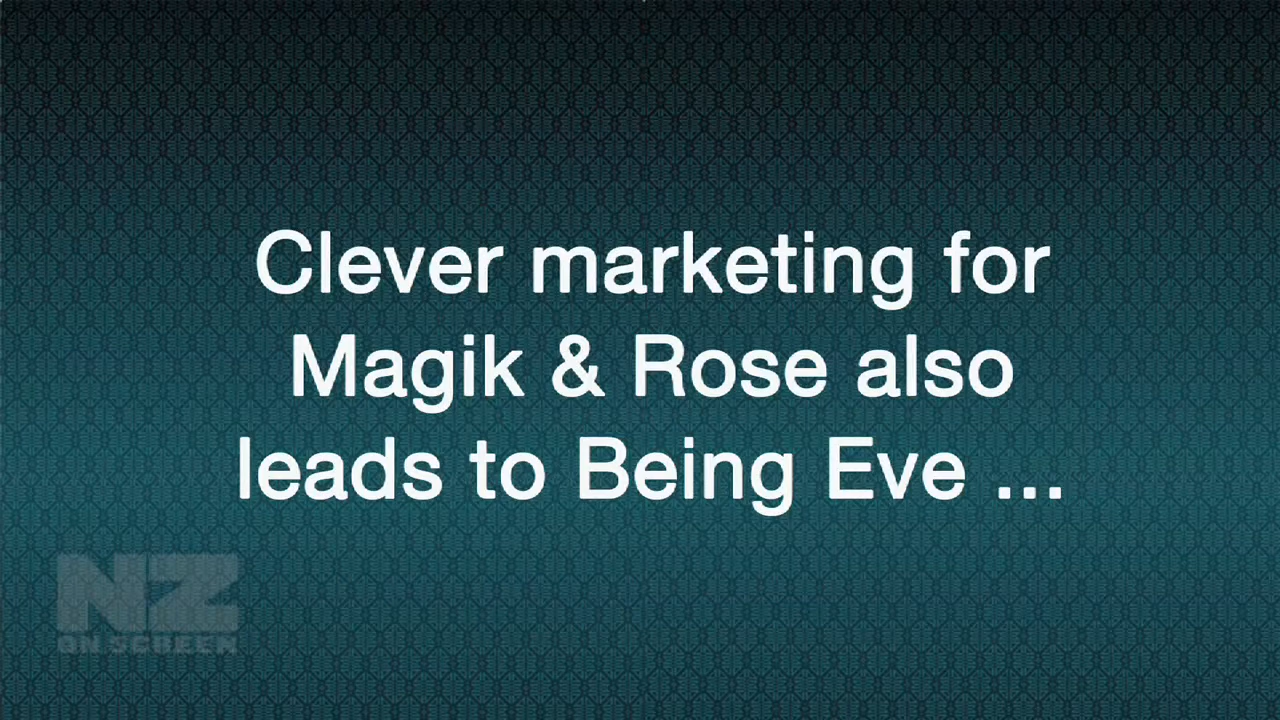 Clever marketing for
Magik & Rose also
leads to Being Eve ...
NZ
ON SCREEN